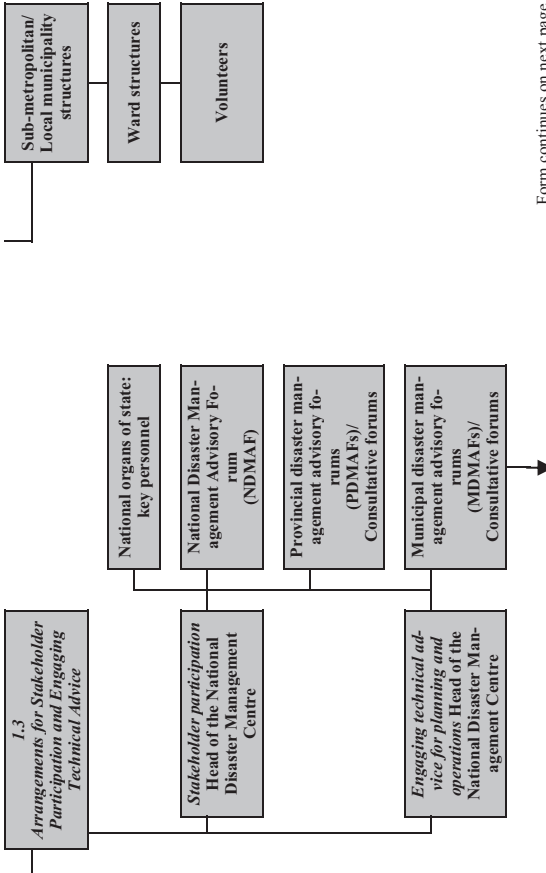 1.3
Arrangements for Stakeholder
Participation and Engaging
Technical Advice
Stakeholder participation
Head of the National
Disaster Management
Centre
Engaging technical ad-
vice for planning and
operations Head of the
National Disaster Man-
agement Centre
National organs of state:
key personnel
National Disaster Man-
agement Advisory Fo-
rum
(NDMAF)
Provincial disaster man-
agement advisory fo-
rums
(PDMAFs)/
Consultative forums
Municipal disaster man-
agement advisory fo-
rums
(MDMAFs)/
Consultative forums
Sub-metropolitan/
Local municipality
structures
Ward structures
Volunteers
Form continues on next page